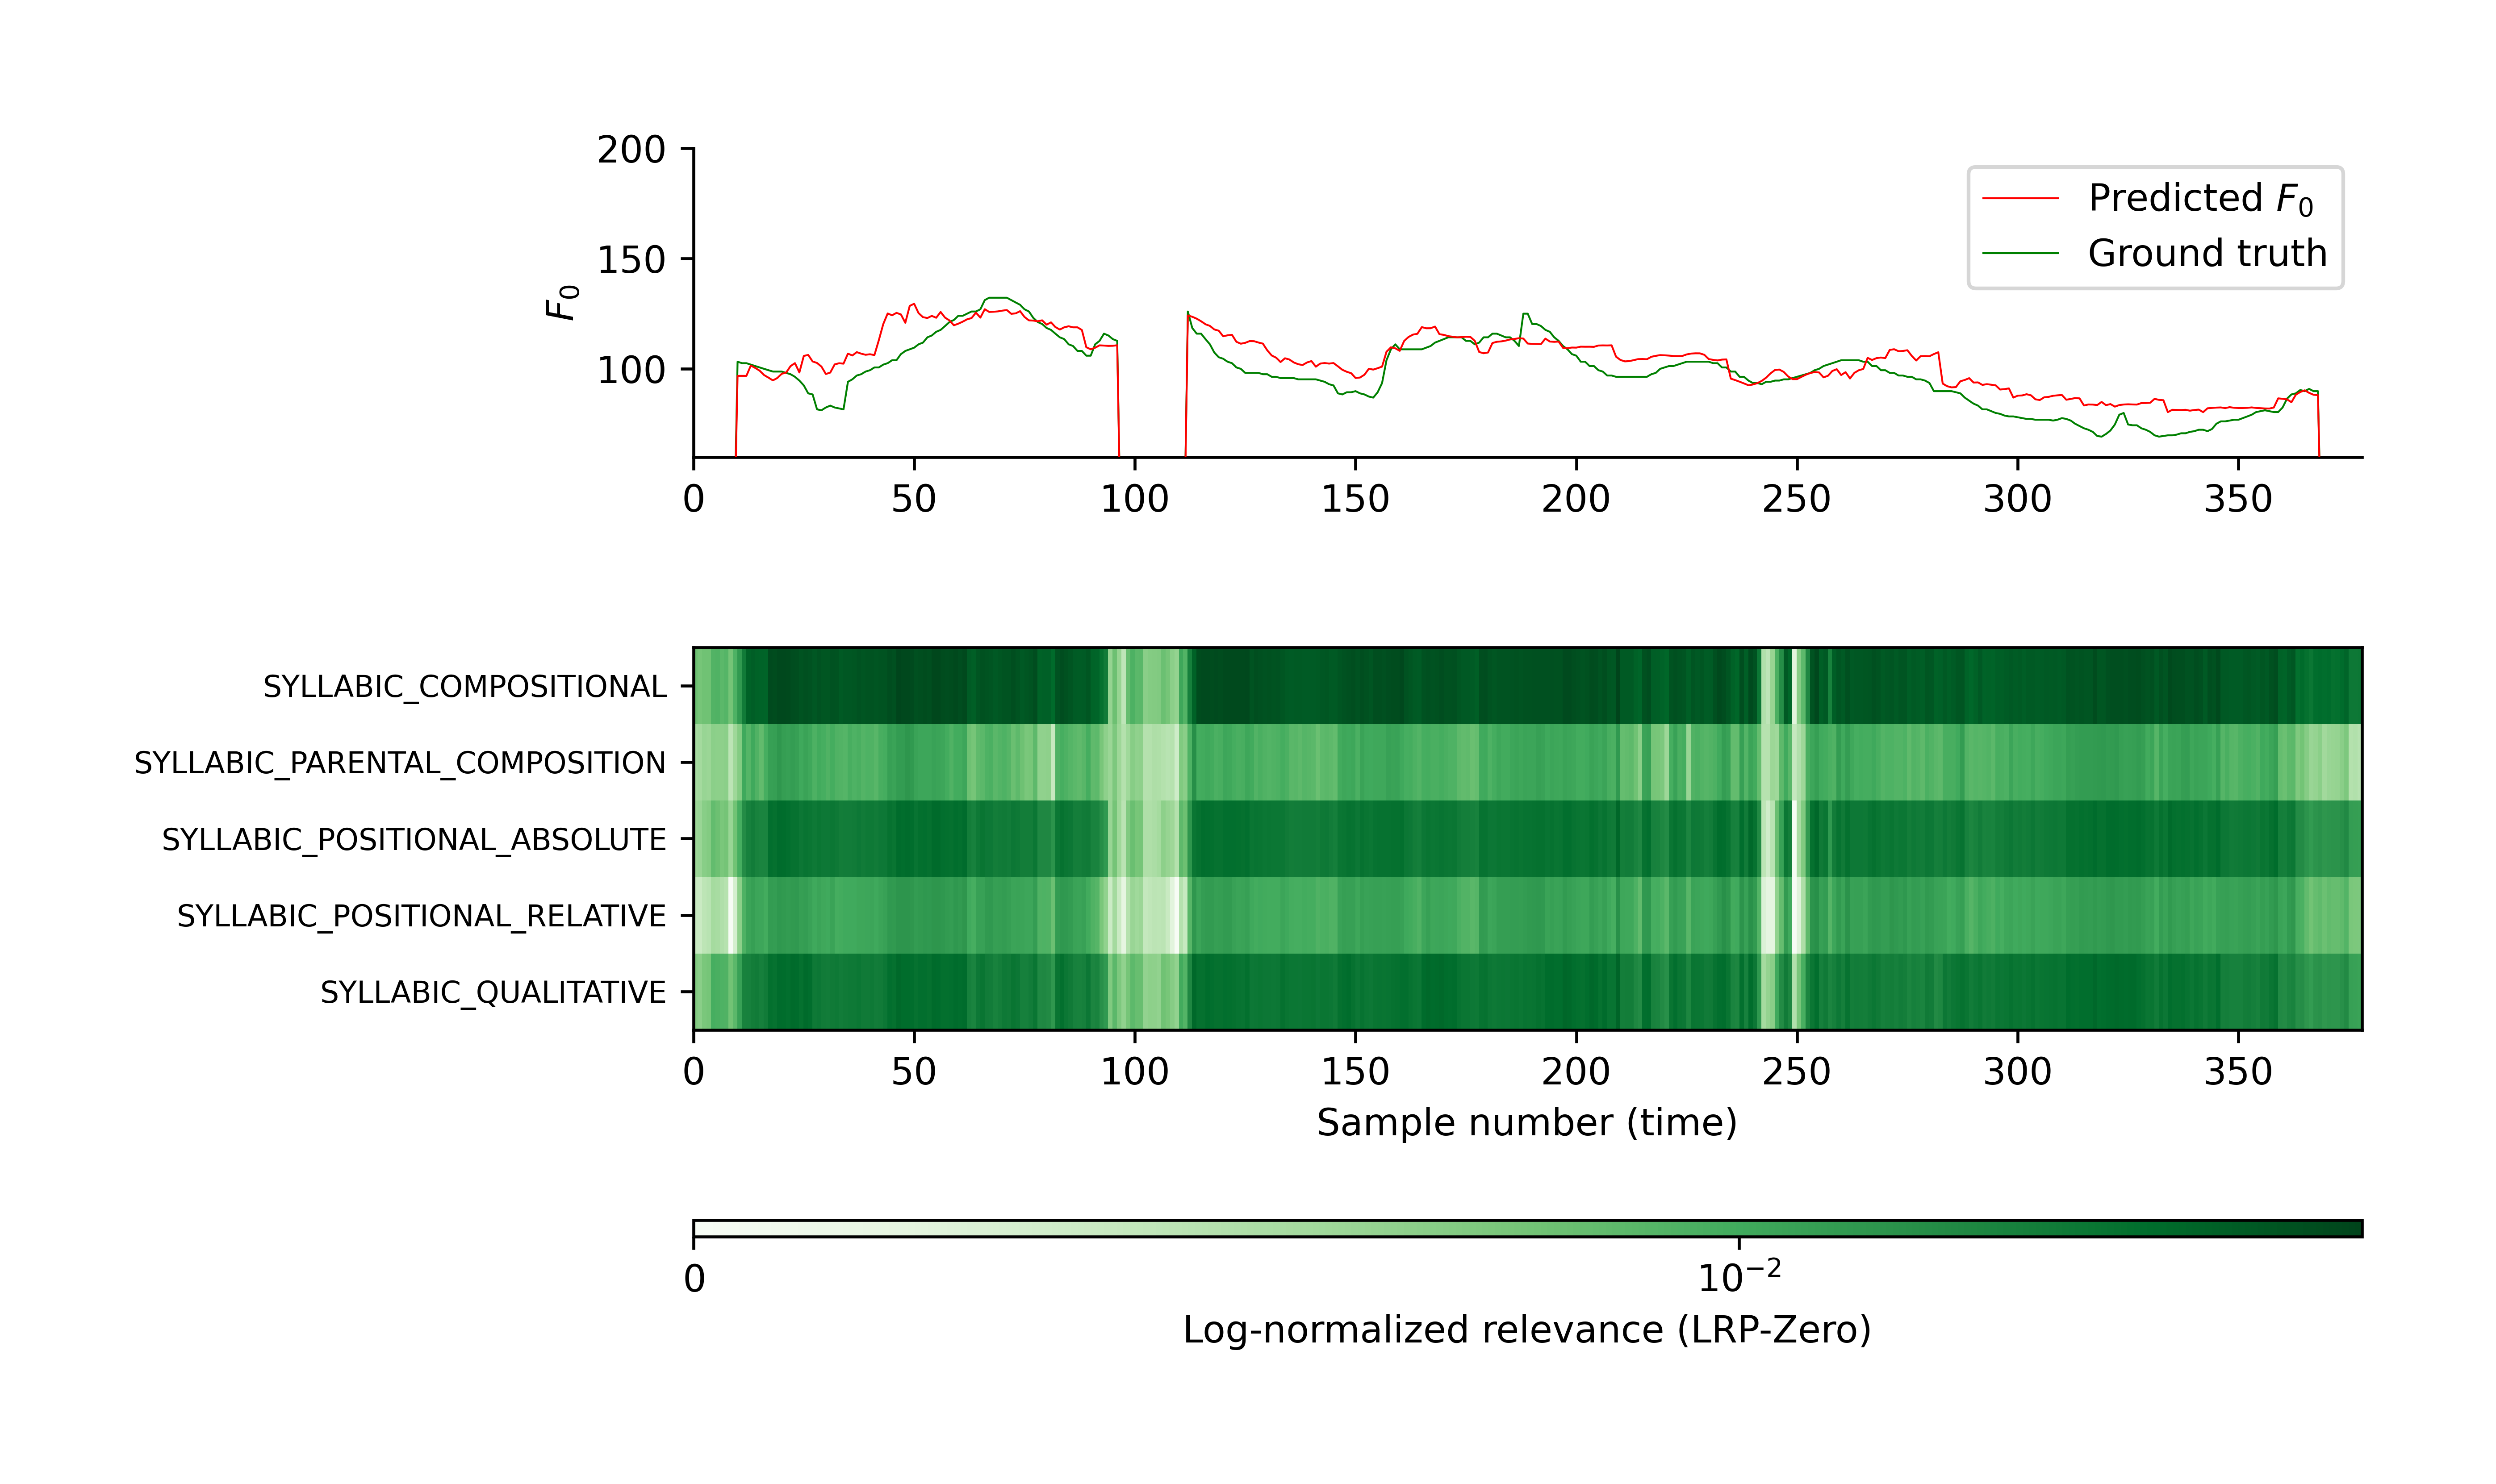 200
150
100
F0
Predicted F0
Ground truth
0 50 100 150 200 250 300 350
SYLLABIC_COMPOSITIONAL
SYLLABIC_PARENTAL_COMPOSITION
SYLLABIC_POSITIONAL_ABSOLUTE
SYLLABIC_POSITIONAL_RELATIVE
SYLLABIC_QUALITATIVE
0 50 100 150 200 250 300 350
Sample number (time)
0 10−2
Log-normalized relevance (LRP-Zero)